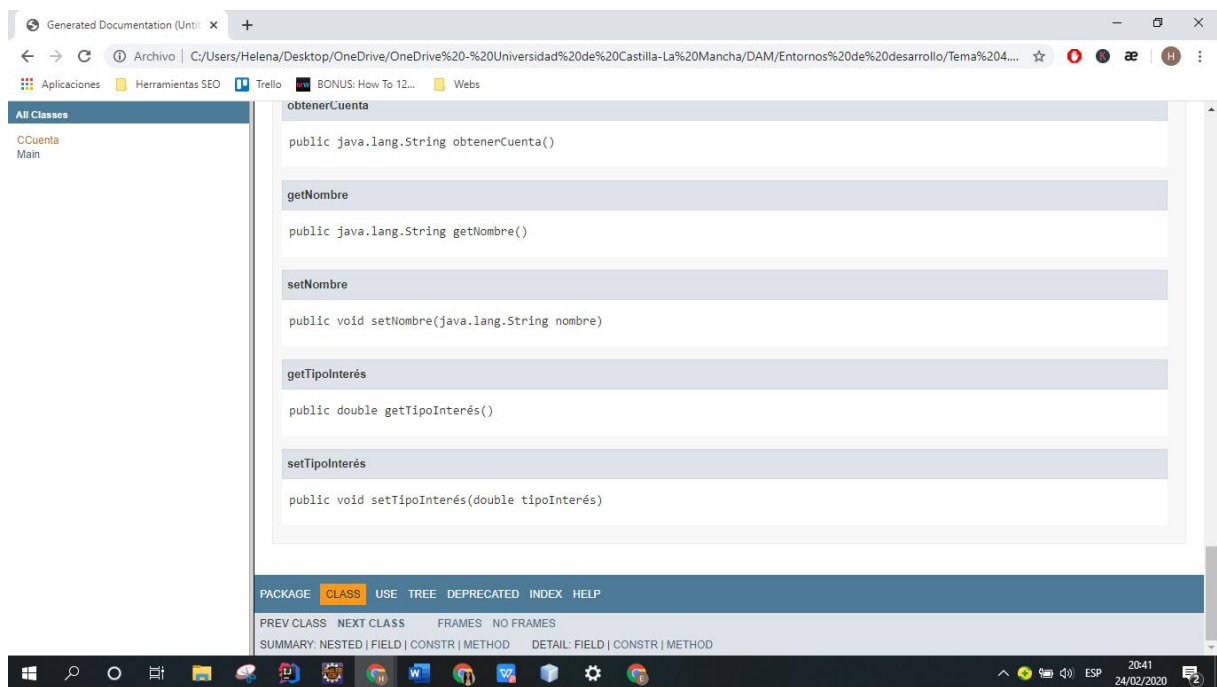 Generated Documentation (Untit
Archivo | C:/Users/Helena/Desktop/OneDrive/OneDrive%20-%20Universidad%20de%20Castilla-La%20Mancha/DAM/Entornos%20de%20desarrollo/Tema%204....
Aplicaciones Herramientas SEO Trello BONUS: How To 12... Webs
All Classes
CCuenta
Main
obtenerCuenta
public java.lang.String obtenerCuenta()
getNombre
public java.lang.String getNombre()
setNombre
public void setNombre(java.lang.String nombre)
getTipoInterés
public double getTipoInterés()
setTipoInterés
public void setTipoInterés(double tipoInterés)
PACKAGE CLASS USE TREE DEPRECATED INDEX HELP
PREV CLASS NEXT CLASS FRAMES NO FRAMES
SUMMARY: NESTED | FIELD | CONSTR | METHOD DETAIL: FIELD | CONSTR | METHOD
ESP
20:41
24/02/2020